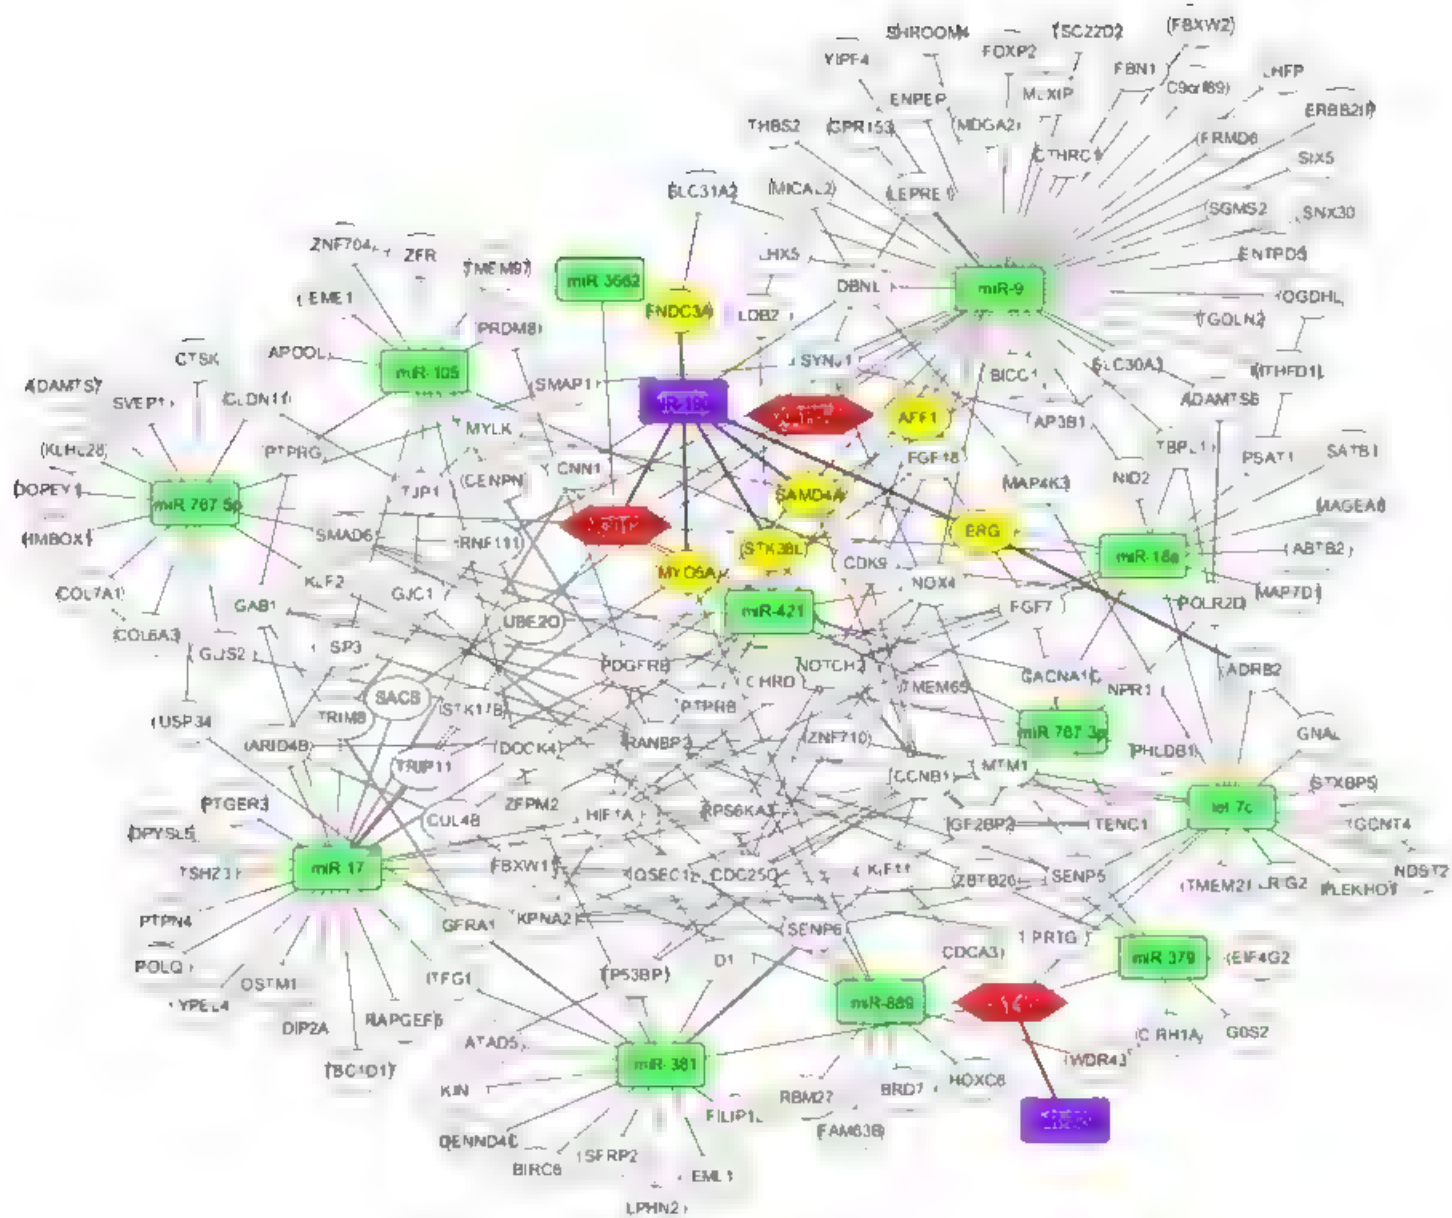 (FBXW2)
SHROOM4
TSC22D2
FOXP2
YIPF4
FBN1
LHFP
C9orf89)
MLXIP
ENPEP
ERBB2IP
THBS2
(GPR153)
(MDGA2)
(FRMD6)
CTHRC1
SIX5
SLC31A2
(MICAL2)
(LEPRE1)
SGMS2
SNX30
ZNF704
ZFR
TMEM97
LHX5
ENTPD5
miR-3662
DBNL
miR-9
(EME1
OGDHL
FNDC3A
LDB2
TGOLN2
PRDM8)
CTSK
APOOL
SYNJ1
SLC30A3
MTHFD1L
miR-105
BICC1
ADAMTS7
SVEP1
CLDN11
(SMAP1
ADAMTS6
AFF1
AP3B1
MYLK
TBPL1
(KLHL28)
PTPRG
FGF18
PSAT1
SATB1
CNN1
DOPEY1
TJP1
(CENPN)
SAMD4A
MAP4K3
NID2
MAGEA8
miR 767 5p
HMBOX1
SMAD6
RNF111
(STK38L)
ERG
miR-18a
(ABTB2)
CDK9
MYO5A
KLF2
NOX4
(COL7A1)
GAB1
GJC1
miR-421
FGF7
POLR2D
(MAP7D1)
UBE2O
(COL6A3)
(GLIS2)
SP3
PDGFRB
NOTCH2
ADRB2
CHRD
TMEM65
CACNA1C
NPR1
SACS
(USP34
TRIM8
(STK17B)
PTPRB
(ARID4B)
DOCK4)
RANBP2
(ZNF710)
miR 767 3p
GNAL
PHLDB1
TRIP11
(CCNB1)
MTM1
(STXBP5)
PTGER3
ZFPM2
HIF1A
RPS6KA3
let 7c
DPYSL5
CUL4B
IGF2BP2
TENC1
(GCNT4
TSHZ3
miR 17
FBXW11
CDC25C
(KIF11
(ZBTB20)
SENP5
(TMEM2)
LRIG2
PLEKHO1
NDST2
PTPN4
GFRA1
KPNA2
(SENP6
PRTG
POLQ
CDCA3)
miR 379
(EIF4G2
YPEL4
OSTM1
TFG1
TP53BP
miR-889
DIP2A
RAPGEF5
ATAD5
G0S2
(WDR43
TBC1D1)
KIN
miR-381
RBM27
BRD7
HOXC8
FILIP1L
(FAM63B)
BIRC6
SFRP2
EML1
LPHN2